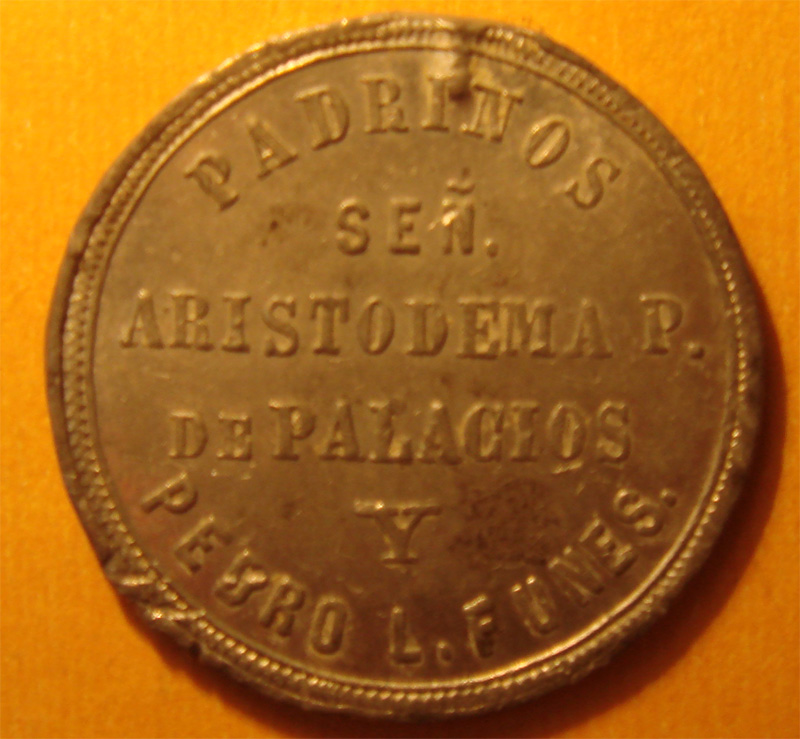 PADRINOS
SEÑ.
ARISTODEMA P.
DE PALACIOS
Y
PEDRO L. FUNES.